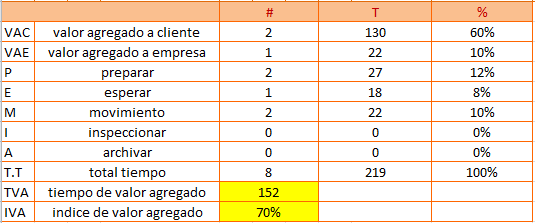 # T %
VAC valor agregado a cliente 2 130 60%
VAE valor agregado a empresa 1 22 10%
P preparar 2 27 12%
E esperar 1 18 8%
M movimiento 2 22 10%
I inspeccionar 0 0 0%
A archivar 0 0 0%
T.T total tiempo 8 219 100%
TVA tiempo de valor agregado 152
IVA indice de valor agregado 70%